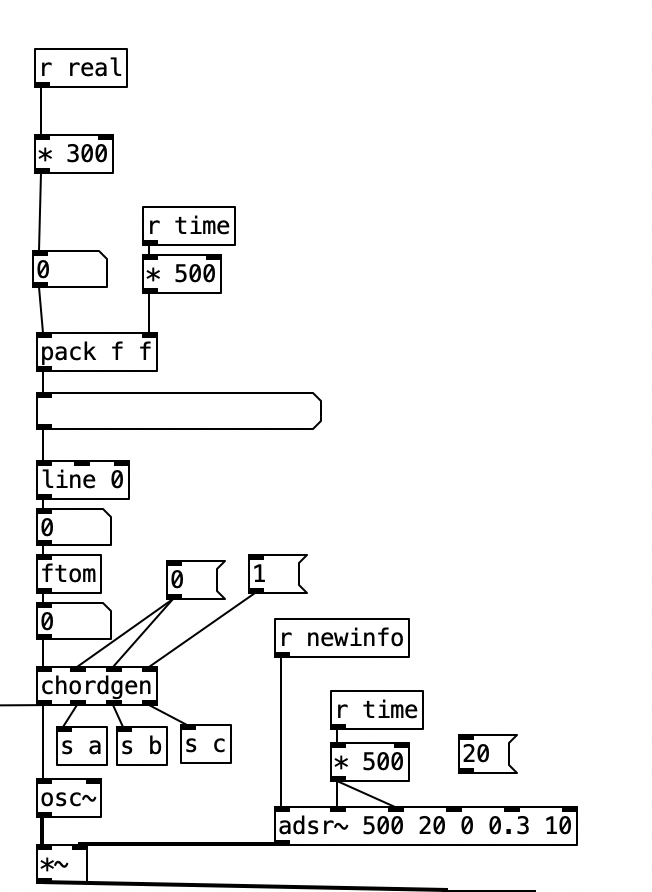 r real
* 300
r time
0
* 500
pack f f
line 0
0
ftom
0
1
0
r newinfo
chordgen
r time
s a
s b
s c
20
* 500
osc~
adsr~ 500 20 0 0.3 10
*~